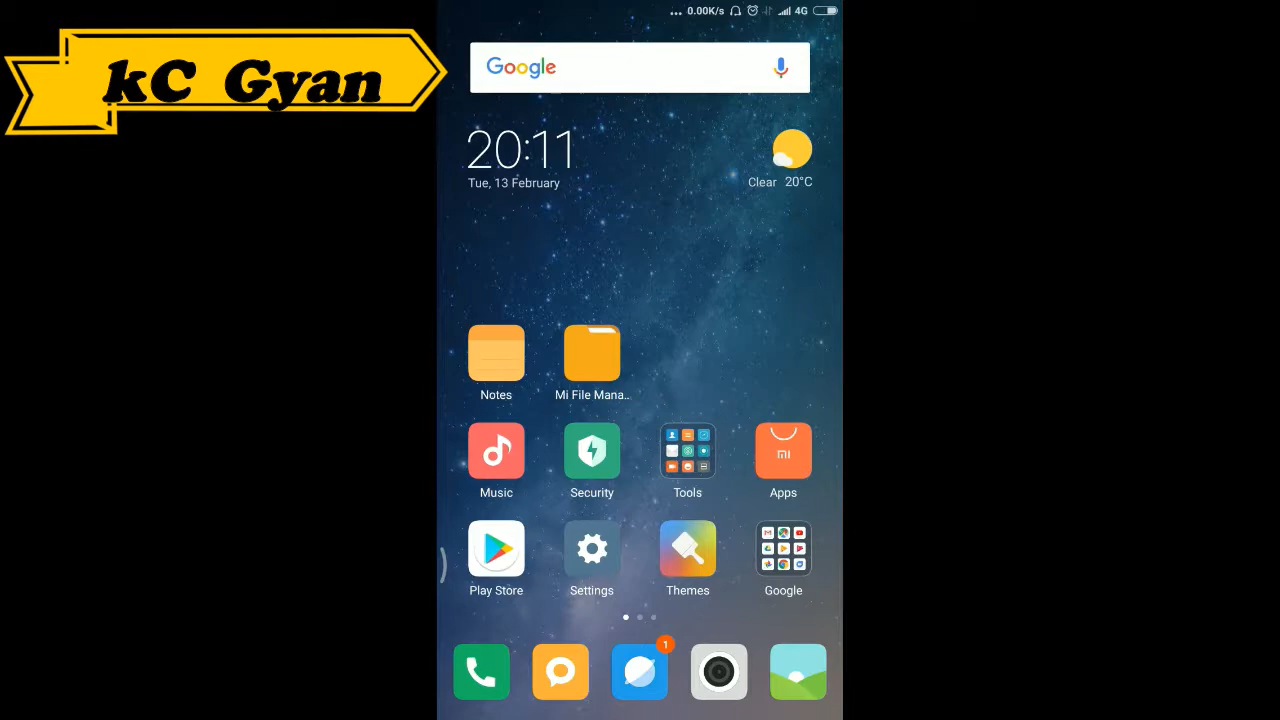 ... 0.00K/s 4G
kC Gyan
Google
20:11
Tue, 13 February
Clear 20°C
Notes
Mi File Mana..
mi
Music
Security
Tools
Apps
Play Store
Settings
Themes
Google
1